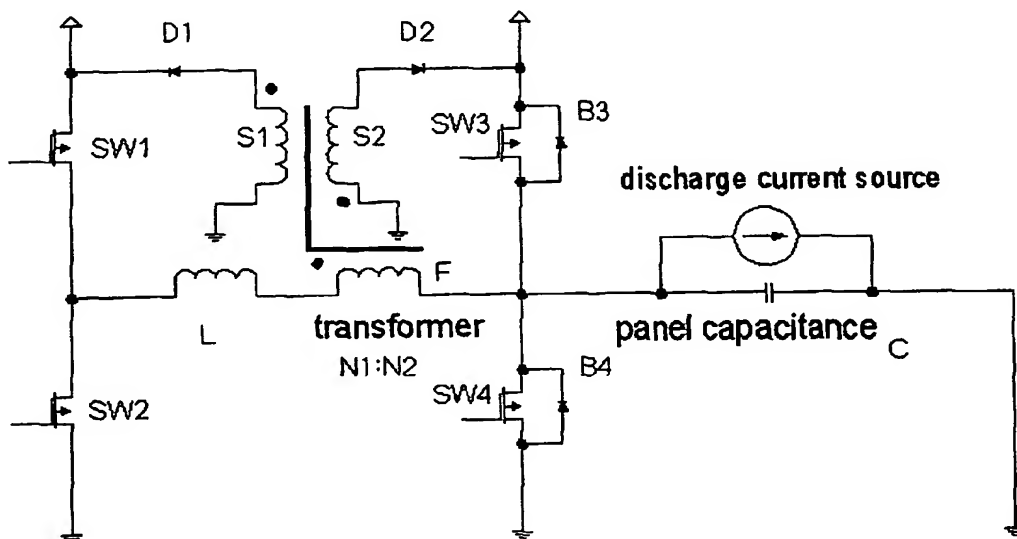 D1
D2
B3
S1
S2
SW3
SW1
discharge current source
F
L
transformer
panel capacitance
C
N1:N2
B4
SW4
SW2